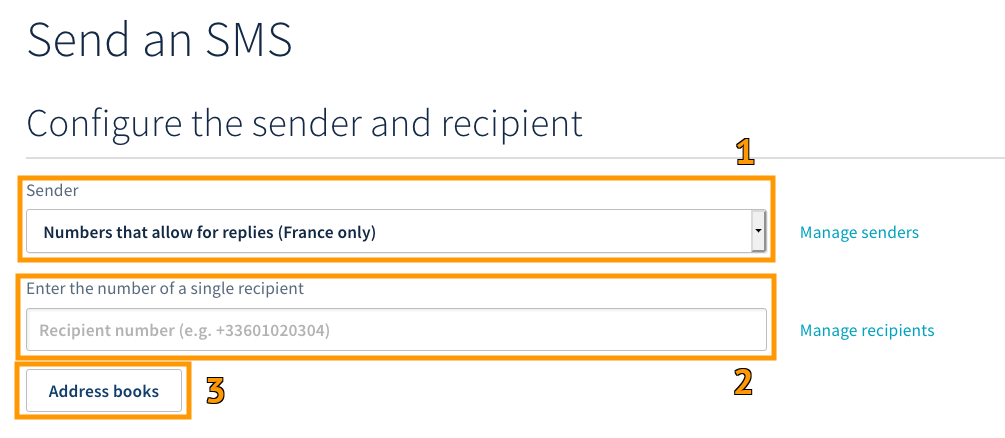 Send an SMS
Configure the sender and recipient
1
Sender
Numbers that allow for replies (France only)
Manage senders
Enter the number of a single recipient
Recipient number (e.g. +33601020304)
Manage recipients
2
Address books
3